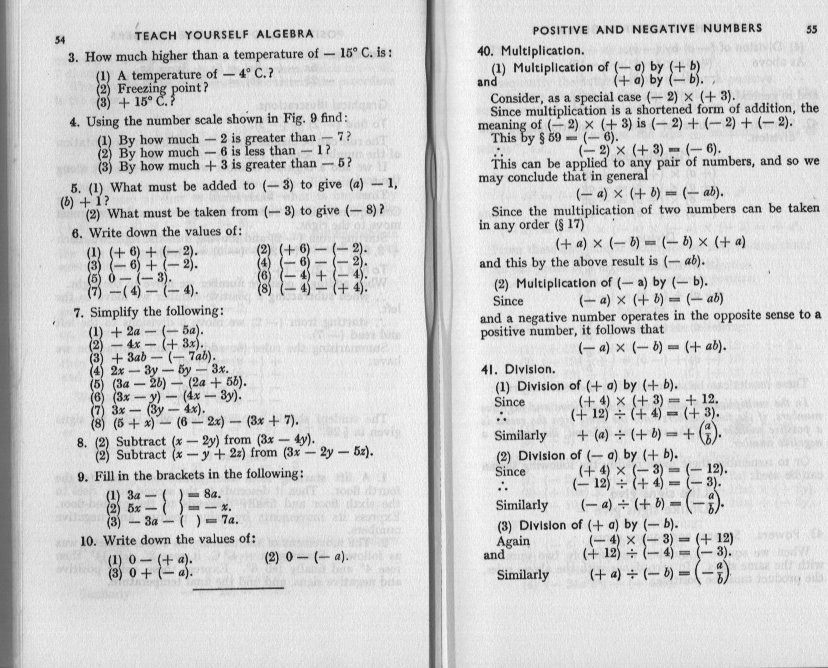 54
TEACH YOURSELF ALGEBRA
3. How much higher than a temperature of — 15° C. is:
(1) A temperature of — 4° C.?
(2) Freezing point?
(3) + 15° C.?
4. Using the number scale shown in Fig. 9 find:
(1) By how much — 2 is greater than — 7?
(2) By how much — 6 is less than — 1?
(3) By how much + 3 is greater than — 5?
5. (1) What must be added to (— 3) to give (a) — 1,
(b) + 1?
(2) What must be taken from (— 3) to give (— 8)?
6. Write down the values of:
(1) (+ 6) + (— 2). (2) (+ 6) — (— 2).
(3) (— 6) + (— 2). (4) (— 6) — (— 2).
(5) 0 — (— 3). (6) (— 4) + (— 4).
(7) —( 4) — (— 4). (8) (— 4) — (+ 4).
7. Simplify the following:
(1) + 2a — (— 5a).
(2) — 4x — (+ 3x).
(3) + 3ab — (— 7ab).
(4) 2x — 3y — 5y — 3x.
(5) (3a — 2b) — (2a + 5b).
(6) (3x — y) — (4x — 3y).
(7) 3x — (3y — 4x).
(8) (5 + x) — (6 — 2x) — (3x + 7).
8. (2) Subtract (x — 2y) from (3x — 4y).
(2) Subtract (x — y + 2z) from (3x — 2y — 5z).
9. Fill in the brackets in the following:
(1) 3a — ( ) = 8a.
(2) 5x — ( ) = — x.
(3) — 3a — ( ) = 7a.
10. Write down the values of:
(1) 0 — (+ a). (2) 0 — (— a).
(3) 0 + (— a).
POSITIVE AND NEGATIVE NUMBERS
55
40. Multiplication.
(1) Multiplication of (— a) by (+ b)
and (+ a) by (— b).
Consider, as a special case (— 2) × (+ 3).
Since multiplication is a shortened form of addition, the
meaning of (— 2) × (+ 3) is (— 2) + (— 2) + (— 2).
This by § 59 = (— 6).
∴ (— 2) × (+ 3) = (— 6).
This can be applied to any pair of numbers, and so we
may conclude that in general
(— a) × (+ b) = (— ab).
Since the multiplication of two numbers can be taken
in any order (§ 17)
(+ a) × (— b) = (— b) × (+ a)
and this by the above result is (— ab).
(2) Multiplication of (— a) by (— b).
Since (— a) × (+ b) = (— ab)
and a negative number operates in the opposite sense to a
positive number, it follows that
(— a) × (— b) = (+ ab).
41. Division.
(1) Division of (+ a) by (+ b).
Since (+ 4) × (+ 3) = + 12.
∴ (+ 12) ÷ (+ 4) = (+ 3).
Similarly + (a) ÷ (+ b) = + (a/b).
(2) Division of (— a) by (+ b).
Since (+ 4) × (— 3) = (— 12).
∴ (— 12) ÷ (+ 4) = (— 3).
Similarly (— a) ÷ (+ b) = (— a/b).
(3) Division of (+ a) by (— b).
Again (— 4) × (— 3) = (+ 12)
and (+ 12) ÷ (— 4) = (— 3).
Similarly (+ a) ÷ (— b) = (— a/b)